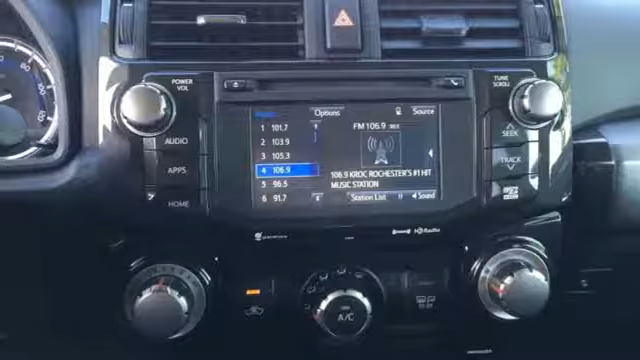 POWER
VOL
TUNE
SCROLL
Options
Source
1 101.7
2 103.9
3 105.3
4 106.9
5 96.5
6 91.7
FM 106.9
106.9 KROC ROCHESTER'S #1 HIT
MUSIC STATION
Station List
Sound
AUDIO
APPS
HOME
SEEK
TRACK
HD Radio
A/C